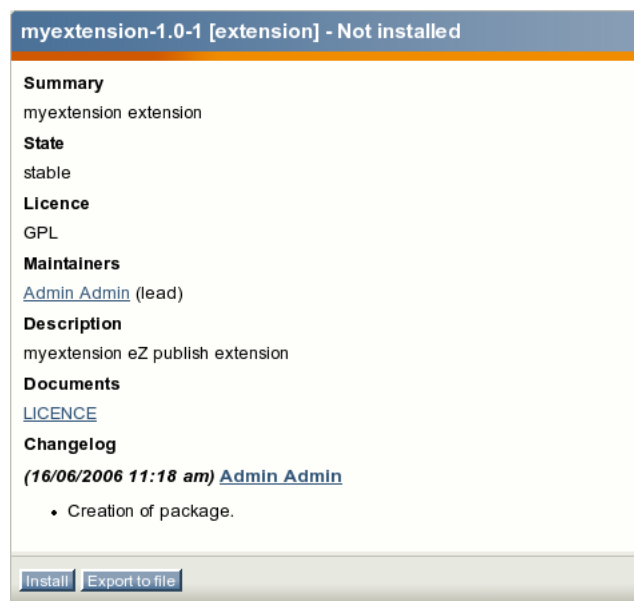 myextension-1.0-1 [extension] - Not installed
Summary
myextension extension
State
stable
Licence
GPL
Maintainers
Admin Admin (lead)
Description
myextension eZ publish extension
Documents
LICENCE
Changelog
(16/06/2006 11:18 am) Admin Admin
• Creation of package.
Install Export to file